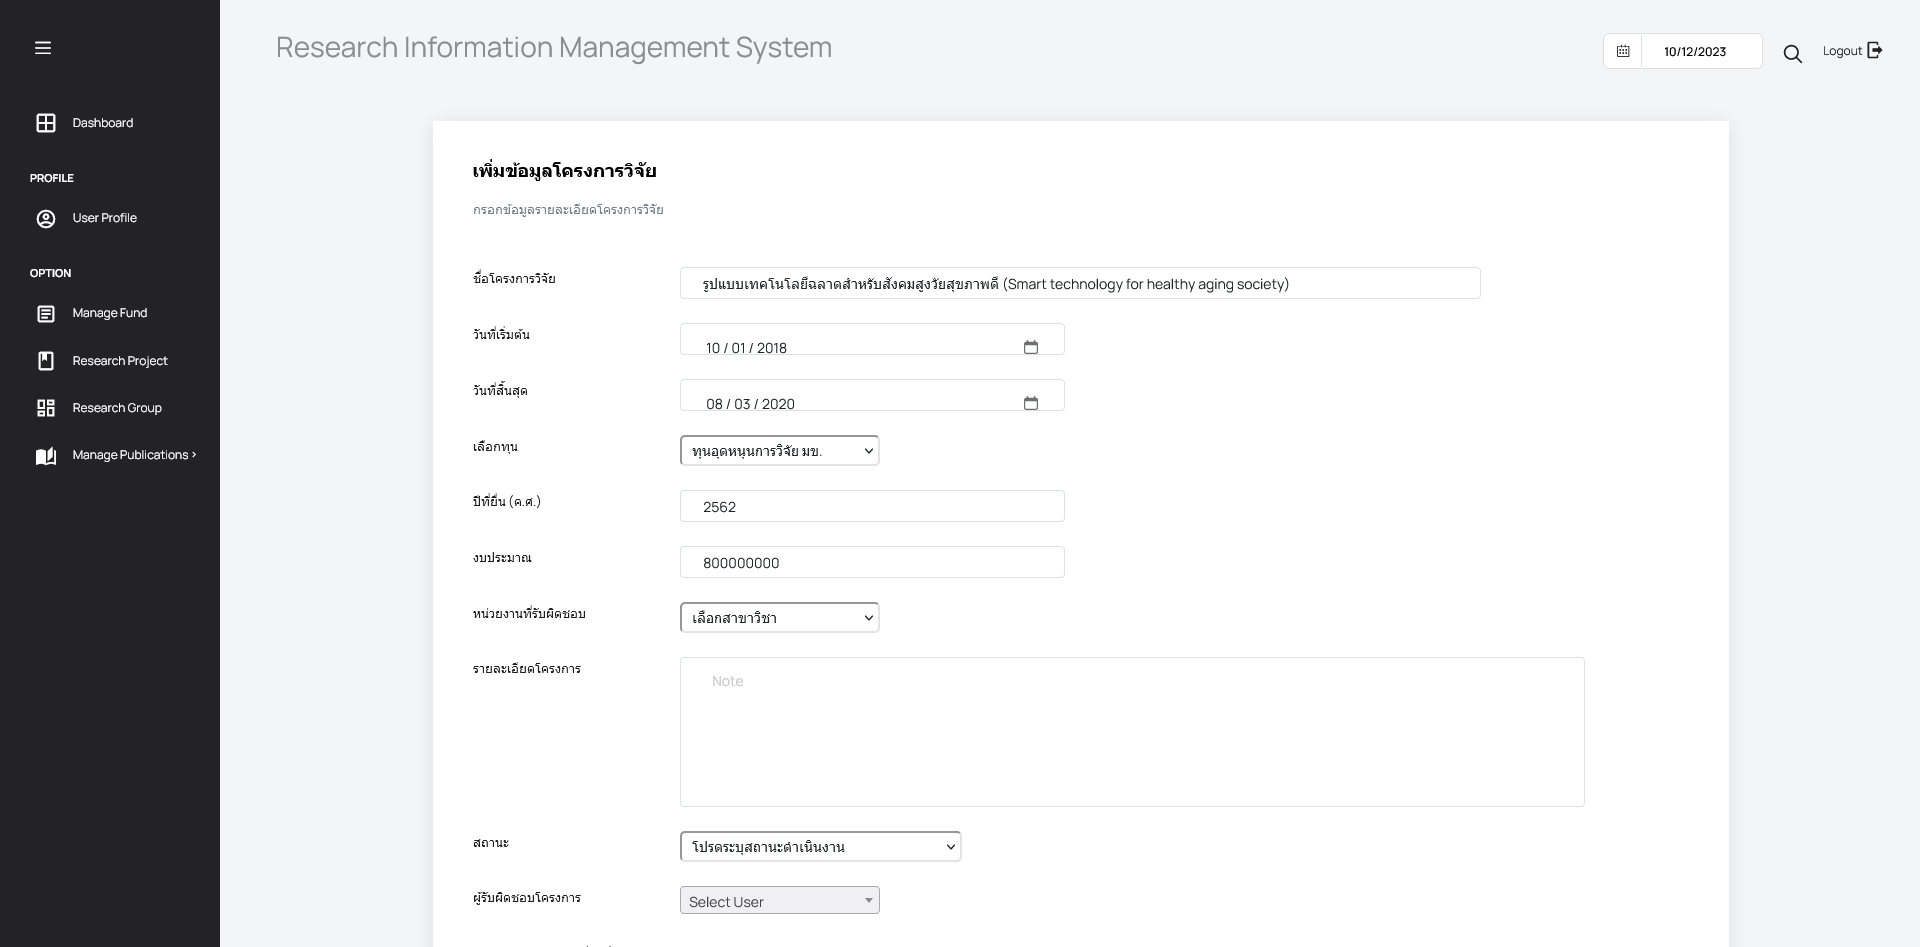 Research Information Management System
10/12/2023
Logout
Dashboard
PROFILE
User Profile
OPTION
Manage Fund
Research Project
Research Group
Manage Publications ›
เพิ่มข้อมูลโครงการวิจัย
กรอกข้อมูลรายละเอียดโครงการวิจัย
ชื่อโครงการวิจัย
รูปแบบเทคโนโลยีฉลาดสำหรับสังคมสูงวัยสุขภาพดี (Smart technology for healthy aging society)
วันที่เริ่มต้น
10 / 01 / 2018
วันที่สิ้นสุด
08 / 03 / 2020
เลือกทุน
ทุนอุดหนุนการวิจัย มข.
ปีที่ยื่น (ค.ศ.)
2562
งบประมาณ
800000000
หน่วยงานที่รับผิดชอบ
เลือกสาขาวิชา
รายละเอียดโครงการ
Note
สถานะ
โปรดระบุสถานะดำเนินงาน
ผู้รับผิดชอบโครงการ
Select User